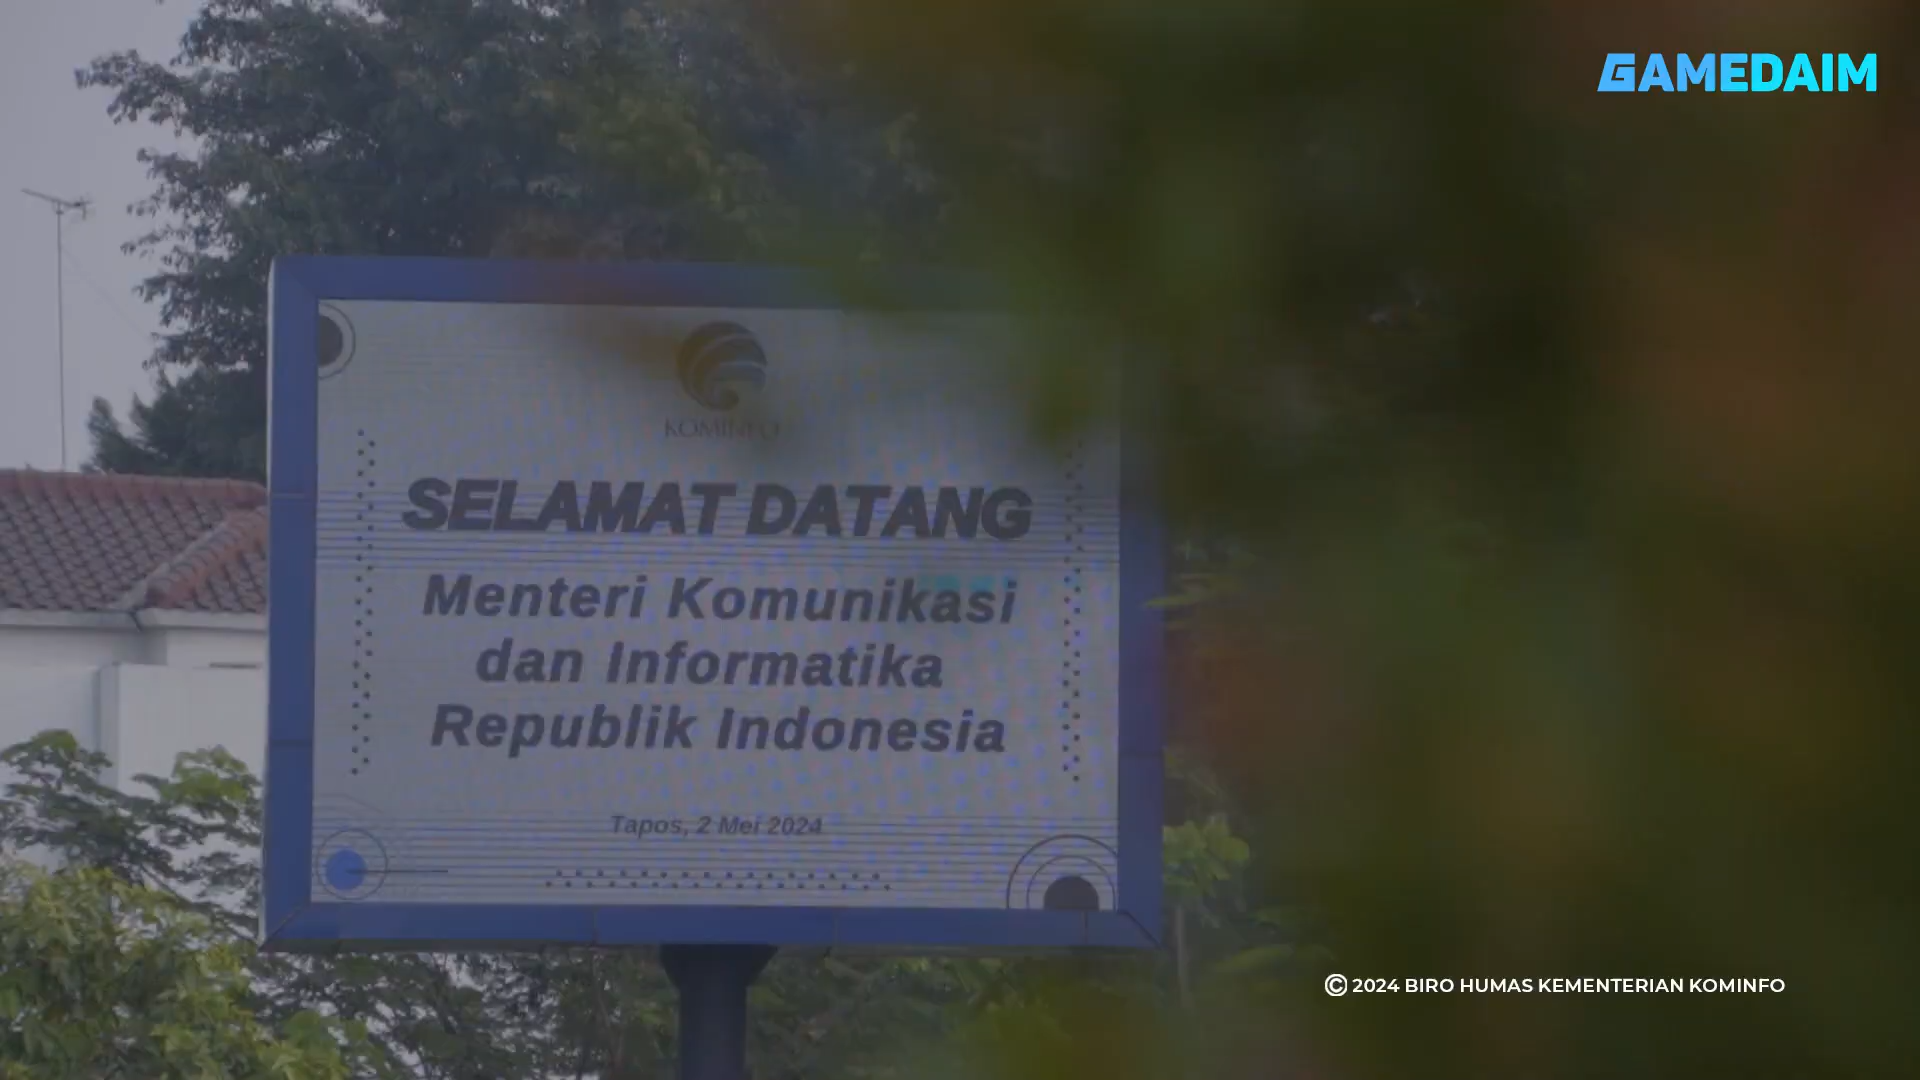 GAMEDAIM
KOMINFO
SELAMAT DATANG
Menteri Komunikasi
dan Informatika
Republik Indonesia
Tapos, 2 Mei 2024
© 2024 BIRO HUMAS KEMENTERIAN KOMINFO